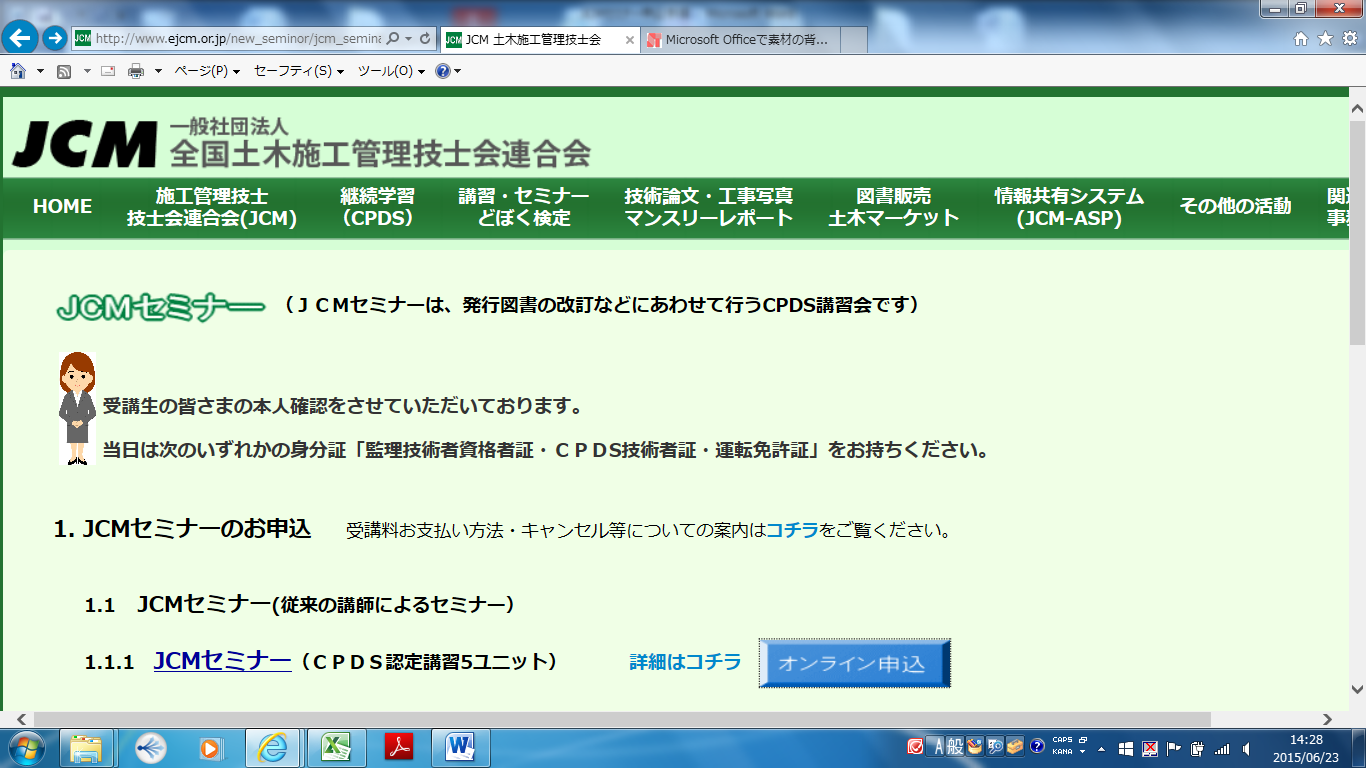 http://www.ejcm.or.jp/new_seminor/jcm_semina
JCM 土木施工管理技士会
Microsoft Officeで素材の背...
ページ(P)
セーフティ(S)
ツール(O)
JCM
一般社団法人
全国土木施工管理技士会連合会
HOME
施工管理技士
技士会連合会(JCM)
継続学習
（CPDS）
講習・セミナー
どぼく検定
技術論文・工事写真
マンスリーレポート
図書販売
土木マーケット
情報共有システム
(JCM-ASP)
その他の活動
JCMセミナー （ＪＣＭセミナーは、発行図書の改訂などにあわせて行うCPDS講習会です）
受講生の皆さまの本人確認をさせていただいております。
当日は次のいずれかの身分証「監理技術者資格者証・ＣＰDS技術者証・運転免許証」をお持ちください。
1. JCMセミナーのお申込 受講料お支払い方法・キャンセル等についての案内はコチラをご覧ください。
1.1 JCMセミナー(従来の講師によるセミナー）
1.1.1 JCMセミナー（ＣＰＤＳ認定講習5ユニット） 詳細はコチラ オンライン申込
A 般
CAPS
KANA
14:28
2015/06/23